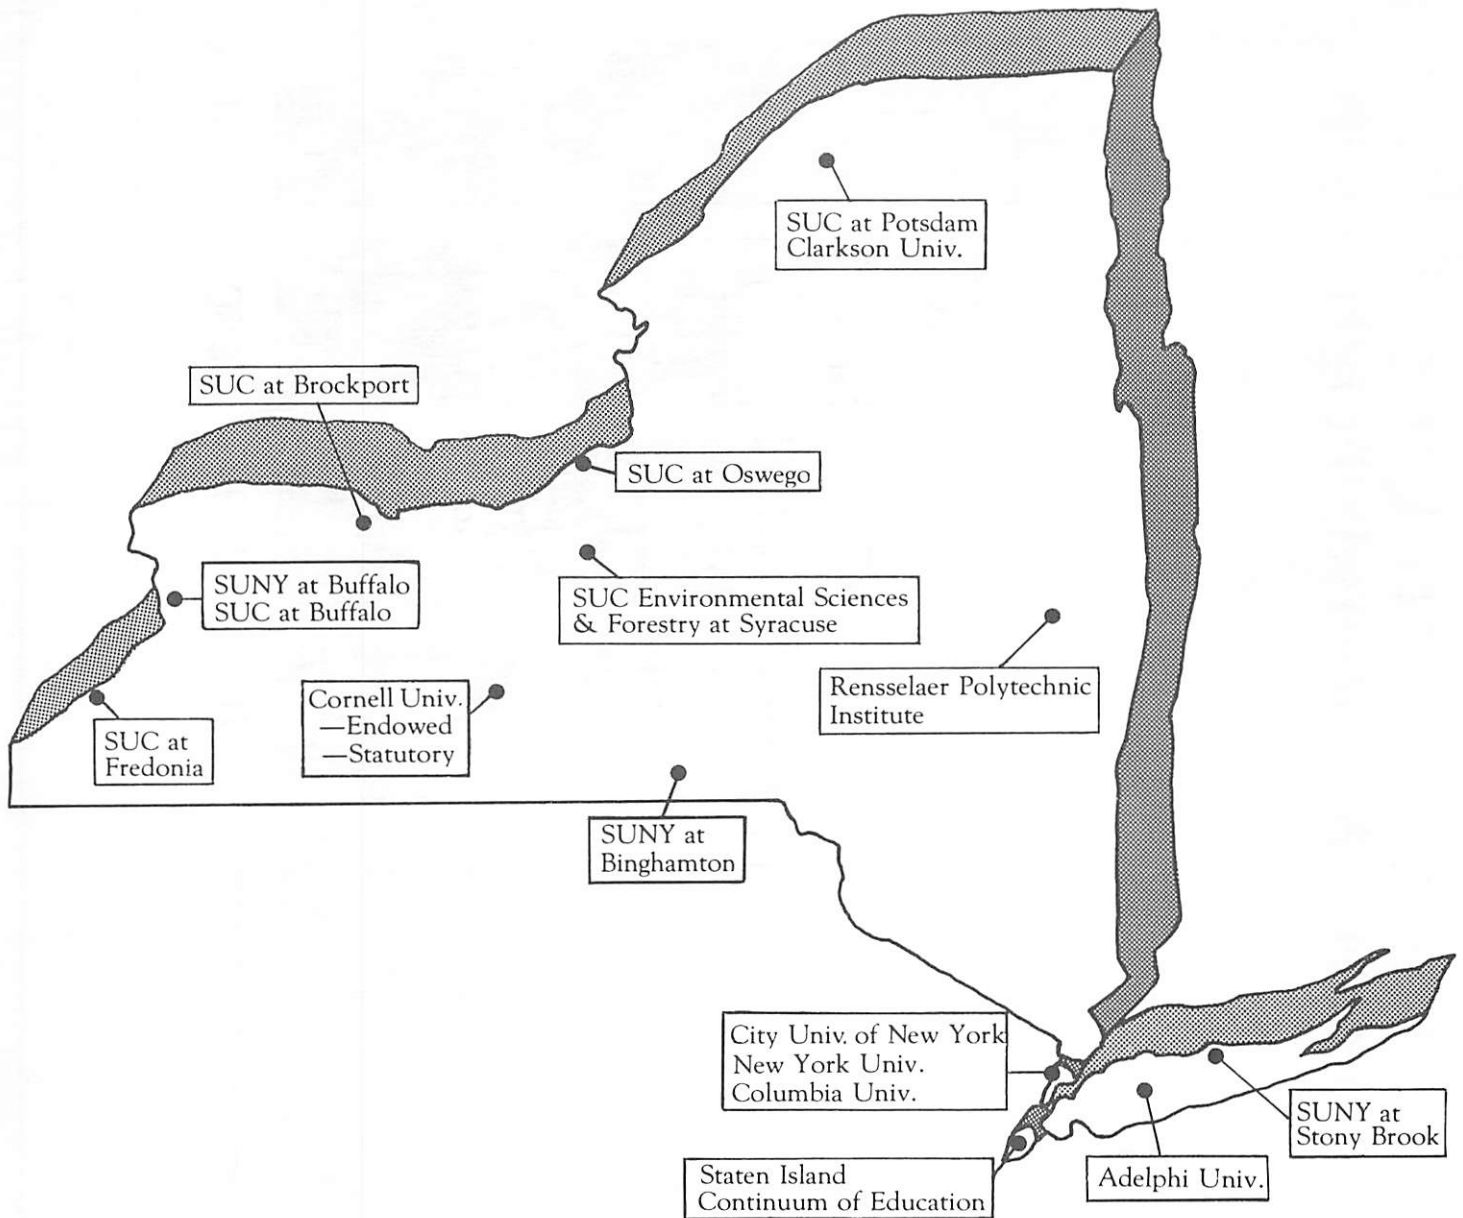 SUC at Potsdam
Clarkson Univ.
SUC at Brockport
SUC at Oswego
SUNY at Buffalo
SUC at Buffalo
SUC Environmental Sciences
& Forestry at Syracuse
Rensselaer Polytechnic
Institute
Cornell Univ.
—Endowed
—Statutory
SUC at
Fredonia
SUNY at
Binghamton
City Univ. of New York
New York Univ.
Columbia Univ.
SUNY at
Stony Brook
Adelphi Univ.
Staten Island
Continuum of Education